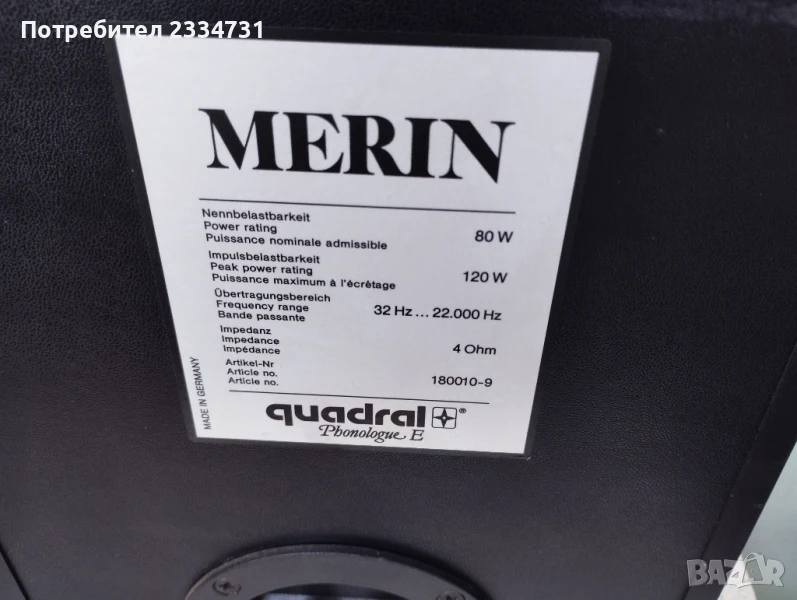 Потребител 2334731
MERIN
Nennbelastbarkeit
Power rating
Puissance nominale admissible
80 W
Impulsbelastbarkeit
Peak power rating
Puissance maximum à l'écrêtage
120 W
Übertragungsbereich
Frequency range
Bande passante
32 Hz ... 22.000 Hz
Impedanz
Impedance
Impédance
4 Ohm
Artikel-Nr
Article no.
Article no.
180010-9
MADE IN GERMANY
quadral®
Phonologue E
BAZAR